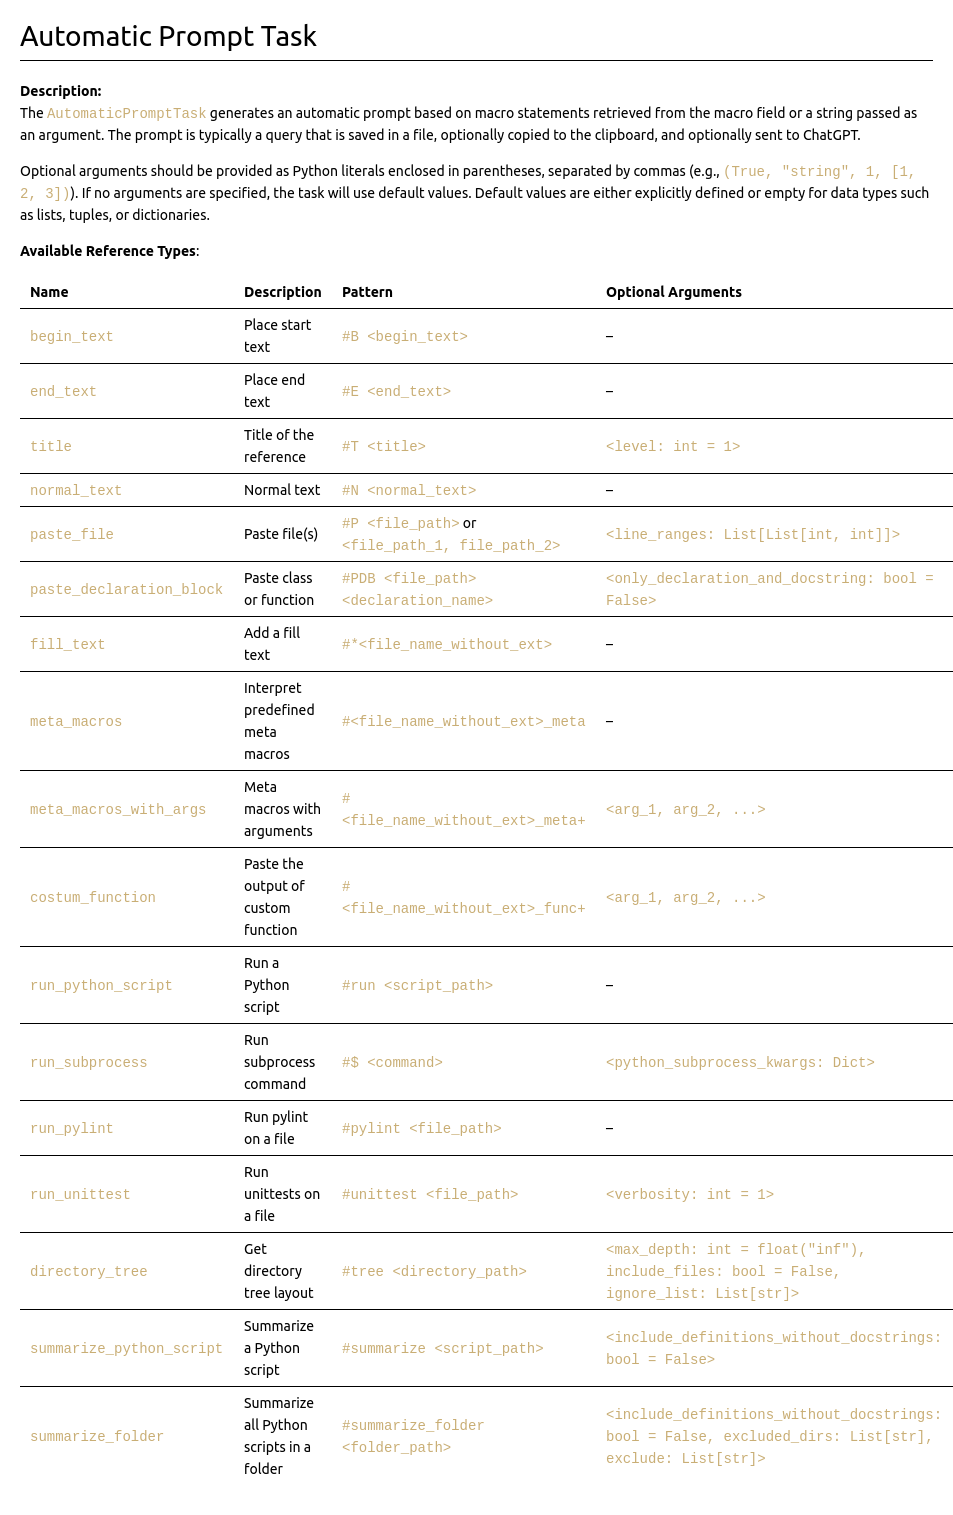 Automatic Prompt Task
Description:
The AutomaticPromptTask generates an automatic prompt based on macro statements retrieved from the macro field or a string passed as
an argument. The prompt is typically a query that is saved in a file, optionally copied to the clipboard, and optionally sent to ChatGPT.
Optional arguments should be provided as Python literals enclosed in parentheses, separated by commas (e.g., (True, "string", 1, [1,
2, 3])). If no arguments are specified, the task will use default values. Default values are either explicitly defined or empty for data types such
as lists, tuples, or dictionaries.
Available Reference Types:
Name Description Pattern Optional Arguments
begin_text Place start
text #B <begin_text> –
end_text Place end
text #E <end_text> –
title Title of the
reference #T <title> <level: int = 1>
normal_text Normal text #N <normal_text> –
paste_file Paste file(s) #P <file_path> or
<file_path_1, file_path_2> <line_ranges: List[List[int, int]]>
paste_declaration_block Paste class
or function #PDB <file_path>
<declaration_name> <only_declaration_and_docstring: bool =
False>
fill_text Add a fill
text #*<file_name_without_ext> –
meta_macros Interpret
predefined
meta
macros #<file_name_without_ext>_meta –
meta_macros_with_args Meta
macros with
arguments #
<file_name_without_ext>_meta+ <arg_1, arg_2, ...>
costum_function Paste the
output of
custom
function #
<file_name_without_ext>_func+ <arg_1, arg_2, ...>
run_python_script Run a
Python
script #run <script_path> –
run_subprocess Run
subprocess
command #$ <command> <python_subprocess_kwargs: Dict>
run_pylint Run pylint
on a file #pylint <file_path> –
run_unittest Run
unittests on
a file #unittest <file_path> <verbosity: int = 1>
directory_tree Get
directory
tree layout #tree <directory_path> <max_depth: int = float("inf"),
include_files: bool = False,
ignore_list: List[str]>
summarize_python_script Summarize
a Python
script #summarize <script_path> <include_definitions_without_docstrings:
bool = False>
summarize_folder Summarize
all Python
scripts in a
folder #summarize_folder
<folder_path> <include_definitions_without_docstrings:
bool = False, excluded_dirs: List[str],
exclude: List[str]>